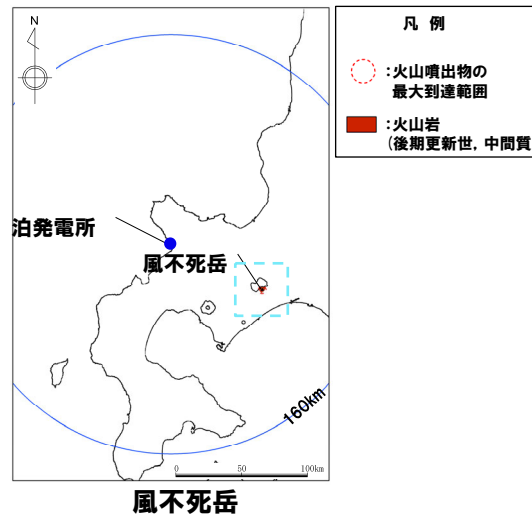 N
凡 例
:火山噴出物の
最大到達範囲
:火山岩
(後期更新世, 中間質
泊発電所
風不死岳
160km
0 50 100km
風不死岳